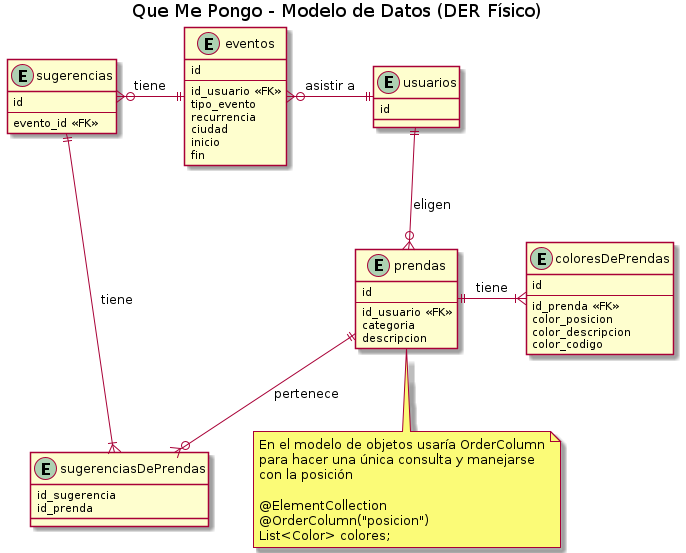 Que Me Pongo - Modelo de Datos (DER Físico)
E sugerencias
id
evento_id «FK»
tiene
E eventos
id
id_usuario «FK»
tipo_evento
recurrencia
ciudad
inicio
fin
asistir a
E usuarios
id
eligen
E prendas
id
id_usuario «FK»
categoria
descripcion
tiene
E coloresDePrendas
id
id_prenda «FK»
color_posicion
color_descripcion
color_codigo
tiene
pertenece
E sugerenciasDePrendas
id_sugerencia
id_prenda
En el modelo de objetos usaría OrderColumn
para hacer una única consulta y manejarse
con la posición
@ElementCollection
@OrderColumn("posicion")
List<Color> colores;